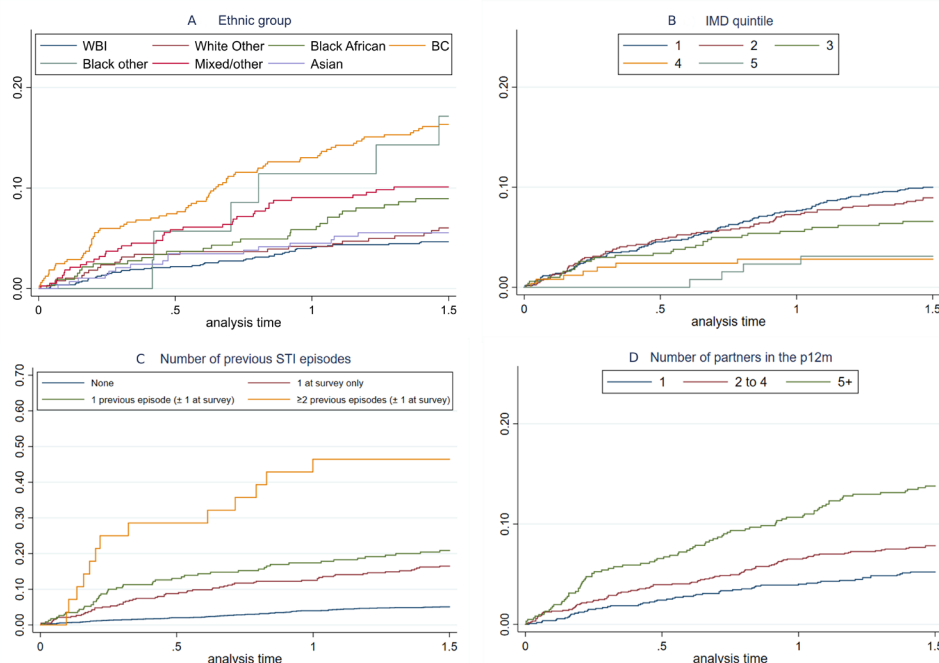 A Ethnic group
WBI White Other Black African BC
Black other Mixed/other Asian
0.20
0.10
0.00
0 .5 1 1.5
analysis time
B IMD quintile
1 2 3
4 5
0.20
0.10
0.00
0 .5 1 1.5
analysis time
C Number of previous STI episodes
None 1 at survey only
1 previous episode (± 1 at survey) ≥2 previous episodes (± 1 at survey)
0.70
0.60
0.50
0.40
0.30
0.20
0.10
0.00
0 .5 1 1.5
analysis time
D Number of partners in the p12m
1 2 to 4 5+
0.20
0.10
0.00
0 .5 1 1.5
analysis time